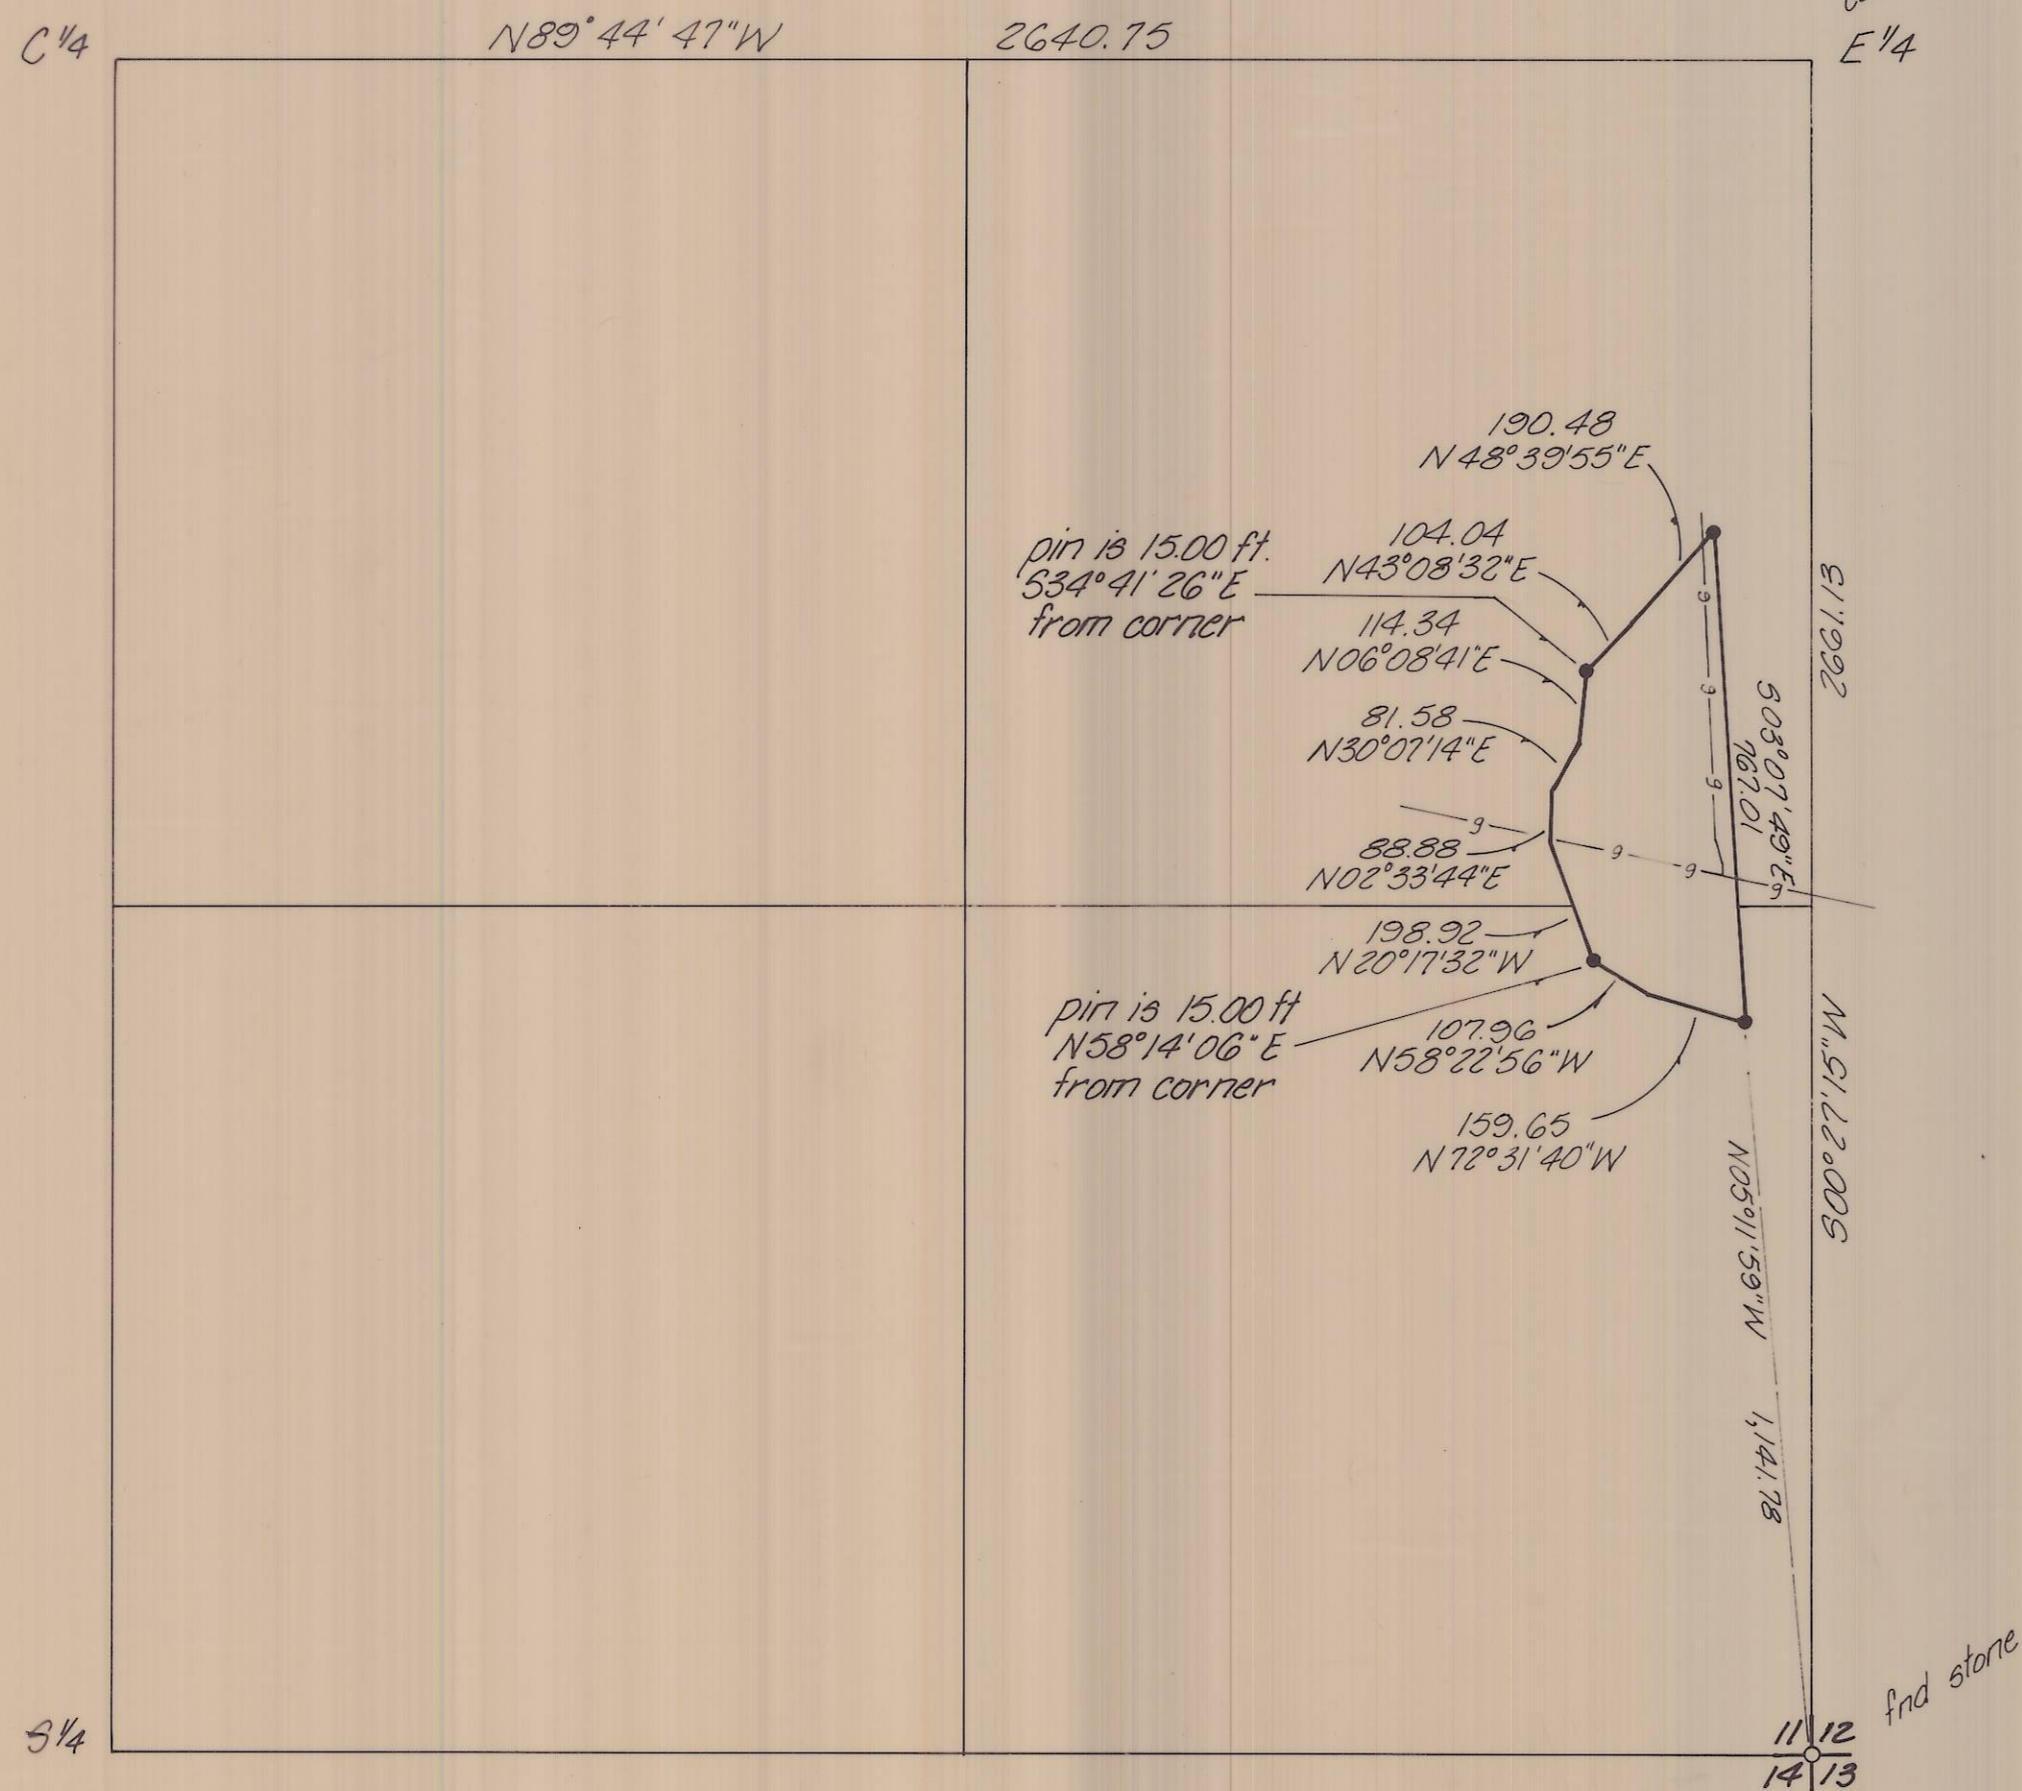 C 1/4
N89° 44' 47"W 2640.75
E 1/4
190.48
N48°39'55"E
104.04
N43°08'32"E
pin is 15.00 ft.
S34°41'26"E
from corner
114.34
N06°08'41"E
81.58
N30°07'14"E
88.88
N02°33'44"E
G
G
G
G
G
G
G
S03°07'49"E
767.01
2661.13
S00°27'15"W
198.92
N20°17'32"W
pin is 15.00 ft
N58°14'06"E
from corner
107.96
N58°22'56"W
159.65
N72°31'40"W
N05°11'59"W 1,141.78
fnd stone
S 1/4
11 12
14 13